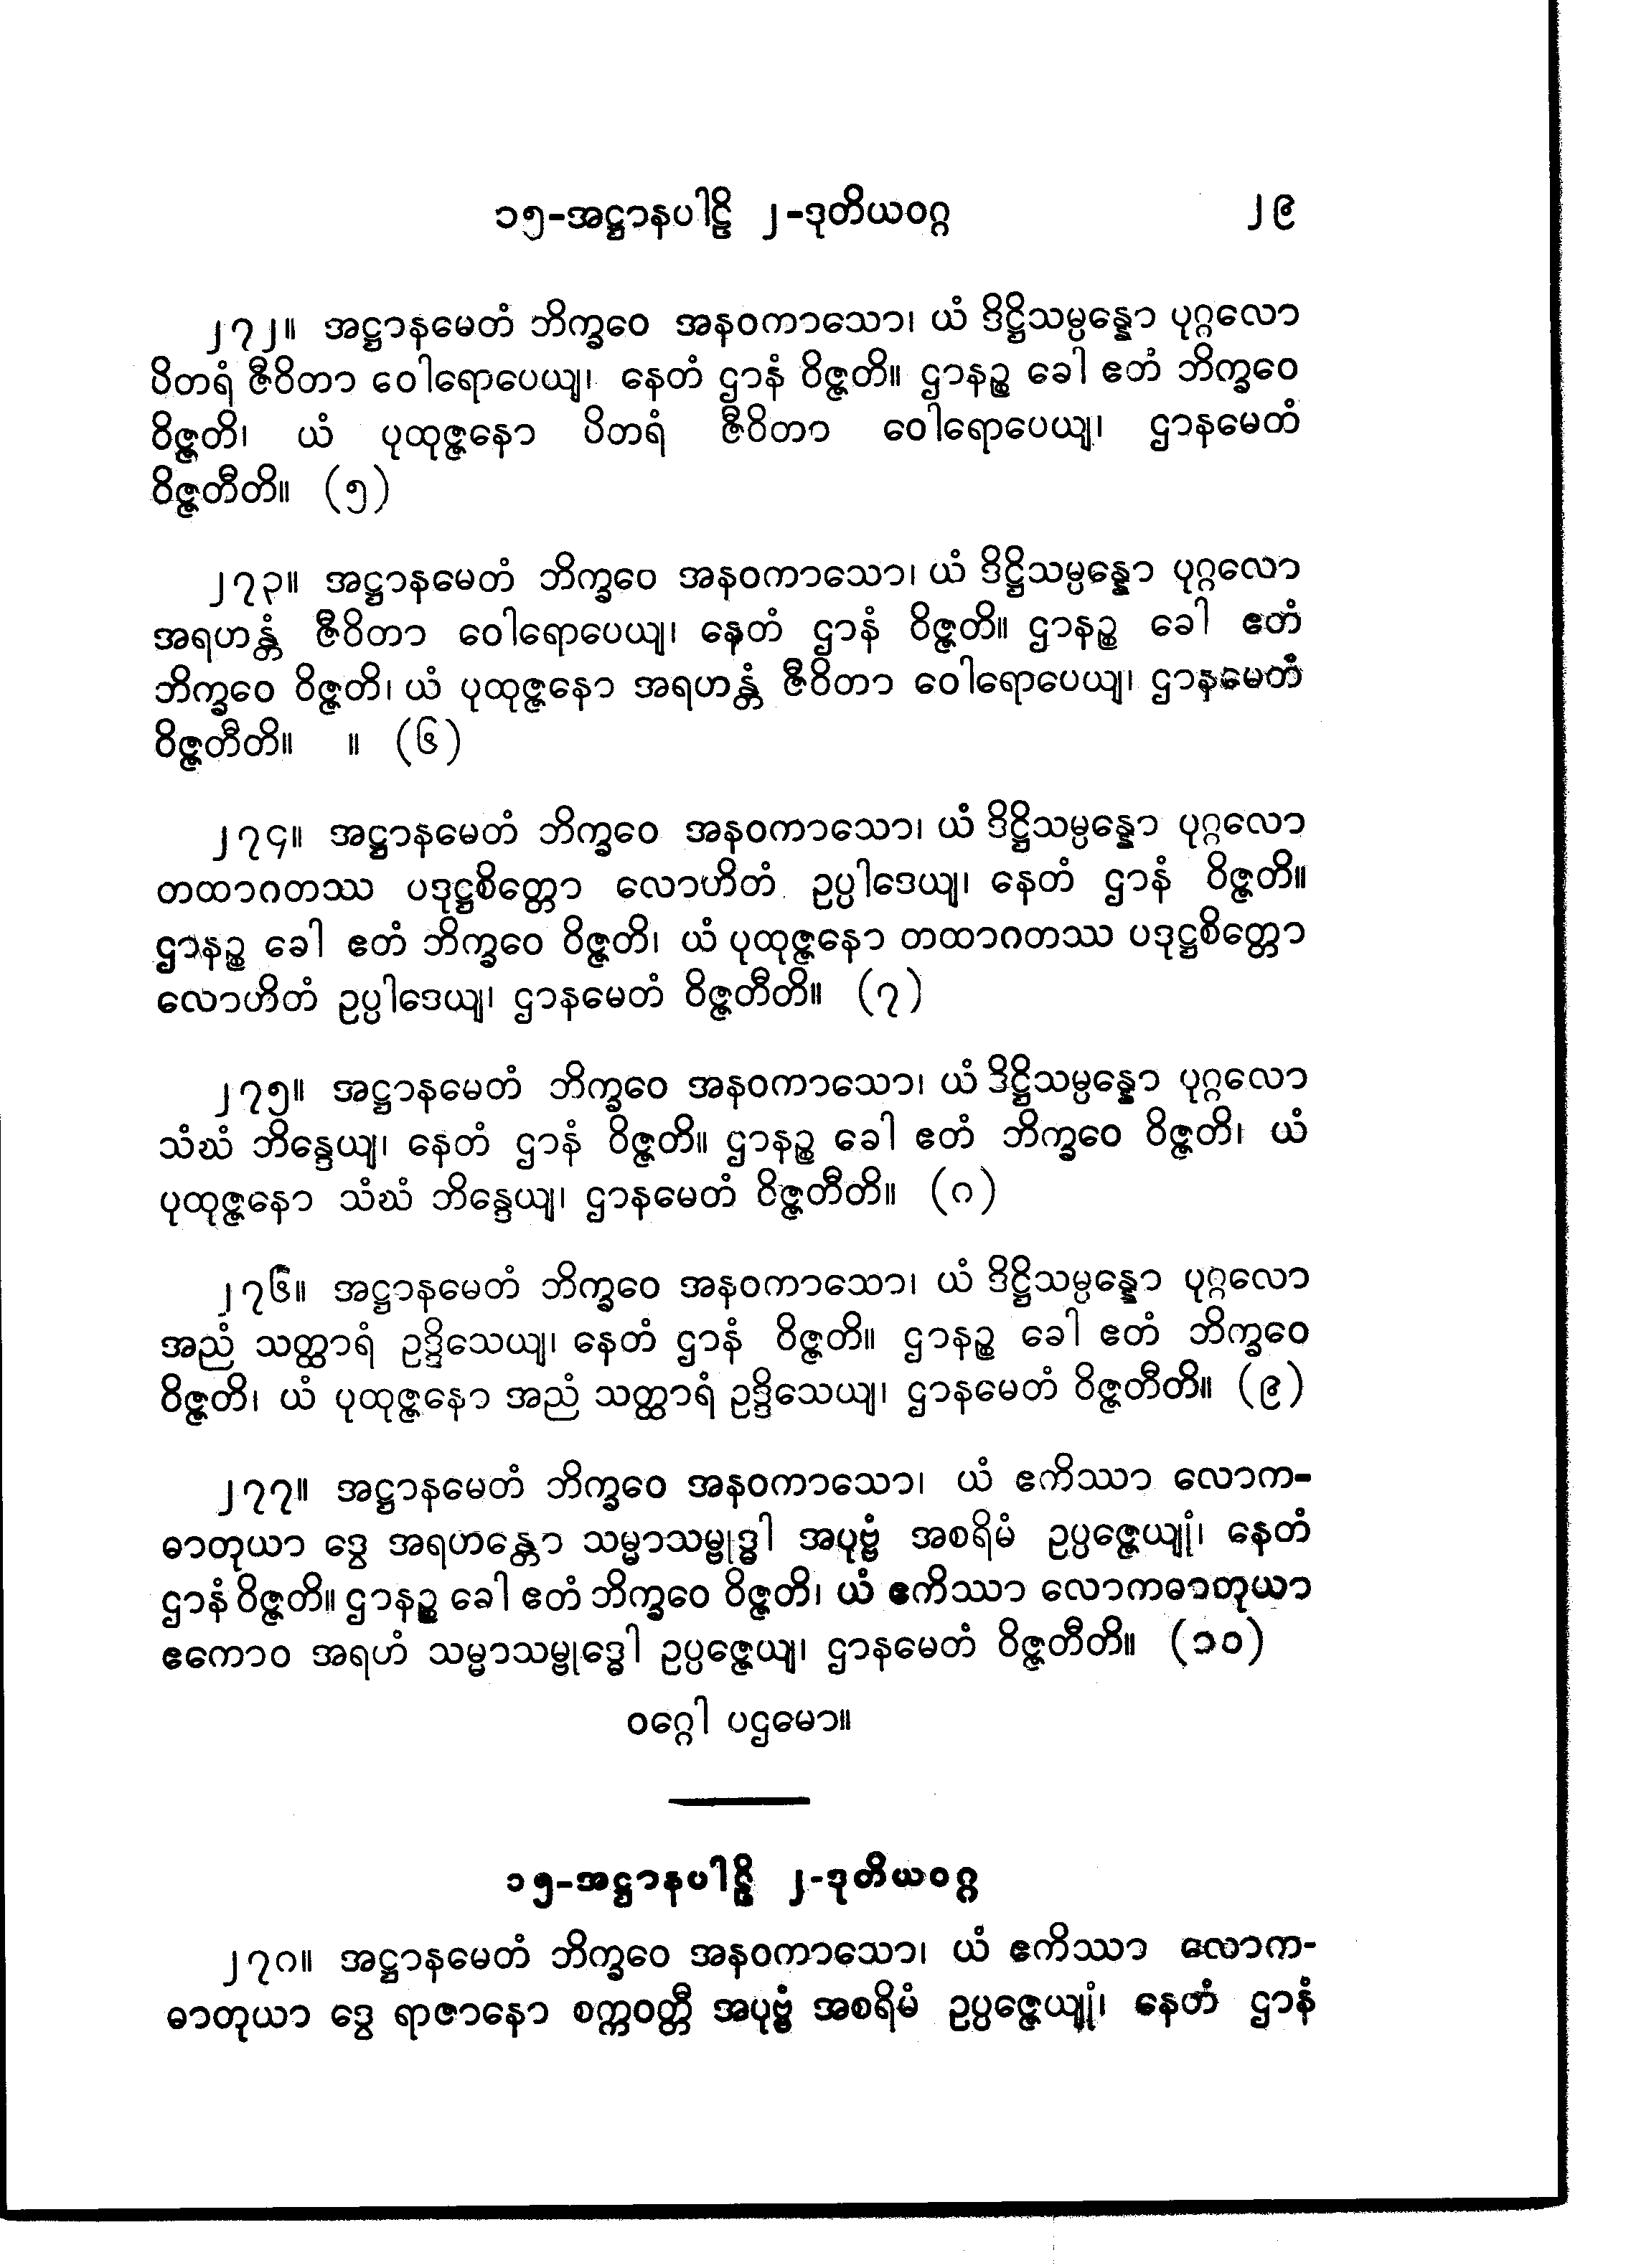 ၁၅-အဋ္ဌာနပါဠိ ၂-ဒုတိယဝဂ္ဂ ၂၉
၂၇၂။ အဋ္ဌာနမေတံ ဘိက္ခဝေ အနဝကာသော၊ ယံ ဒိဋ္ဌိသမ္ပန္နော ပုဂ္ဂလော
ပိတရံ ဇီဝိတာ ဝေါရောပေယျ၊ နေတံ ဌာနံ ဝိဇ္ဇတိ။ ဌာနဉ္စ ခေါ ဧတံ ဘိက္ခဝေ
ဝိဇ္ဇတိ၊ ယံ ပုထုဇ္ဇနော ပိတရံ ဇီဝိတာ ဝေါရောပေယျ၊ ဌာနမေတံ
ဝိဇ္ဇတီတိ။ (၅)
၂၇၃။ အဋ္ဌာနမေတံ ဘိက္ခဝေ အနဝကာသော၊ ယံ ဒိဋ္ဌိသမ္ပန္နော ပုဂ္ဂလော
အရဟန္တံ ဇီဝိတာ ဝေါရောပေယျ၊ နေတံ ဌာနံ ဝိဇ္ဇတိ။ ဌာနဉ္စ ခေါ ဧတံ
ဘိက္ခဝေ ဝိဇ္ဇတိ၊ ယံ ပုထုဇ္ဇနော အရဟန္တံ ဇီဝိတာ ဝေါရောပေယျ၊ ဌာနမေတံ
ဝိဇ္ဇတီတိ။ ။ (၆)
၂၇၄။ အဋ္ဌာနမေတံ ဘိက္ခဝေ အနဝကာသော၊ ယံ ဒိဋ္ဌိသမ္ပန္နော ပုဂ္ဂလော
တထာဂတဿ ပဒုဋ္ဌစိတ္တော လောဟိတံ ဥပ္ပါဒေယျ၊ နေတံ ဌာနံ ဝိဇ္ဇတိ။
ဌာနဉ္စ ခေါ ဧတံ ဘိက္ခဝေ ဝိဇ္ဇတိ၊ ယံ ပုထုဇ္ဇနော တထာဂတဿ ပဒုဋ္ဌစိတ္တော
လောဟိတံ ဥပ္ပါဒေယျ၊ ဌာနမေတံ ဝိဇ္ဇတီတိ။ (၇)
၂၇၅။ အဋ္ဌာနမေတံ ဘိက္ခဝေ အနဝကာသော၊ ယံ ဒိဋ္ဌိသမ္ပန္နော ပုဂ္ဂလော
သံဃံ ဘိန္ဒေယျ၊ နေတံ ဌာနံ ဝိဇ္ဇတိ။ ဌာနဉ္စ ခေါ ဧတံ ဘိက္ခဝေ ဝိဇ္ဇတိ၊ ယံ
ပုထုဇ္ဇနော သံဃံ ဘိန္ဒေယျ၊ ဌာနမေတံ ဝိဇ္ဇတီတိ။ (၈)
၂၇၆။ အဋ္ဌာနမေတံ ဘိက္ခဝေ အနဝကာသော၊ ယံ ဒိဋ္ဌိသမ္ပန္နော ပုဂ္ဂလော
အညံ သတ္ထာရံ ဥဒ္ဒိသေယျ၊ နေတံ ဌာနံ ဝိဇ္ဇတိ။ ဌာနဉ္စ ခေါ ဧတံ ဘိက္ခဝေ
ဝိဇ္ဇတိ၊ ယံ ပုထုဇ္ဇနော အညံ သတ္ထာရံ ဥဒ္ဒိသေယျ၊ ဌာနမေတံ ဝိဇ္ဇတီတိ။ (၉)
၂၇၇။ အဋ္ဌာနမေတံ ဘိက္ခဝေ အနဝကာသော၊ ယံ ဧကိဿာ လောက-
ဓာတုယာ ဒွေ အရဟန္တော သမ္မာသမ္ဗုဒ္ဓါ အပုဗ္ဗံ အစရိမံ ဥပ္ပဇ္ဇေယျုံ၊ နေတံ
ဌာနံ ဝိဇ္ဇတိ။ ဌာနဉ္စ ခေါ ဧတံ ဘိက္ခဝေ ဝိဇ္ဇတိ၊ ယံ ဧကိဿာ လောကဓာတုယာ
ဧကောဝ အရဟံ သမ္မာသမ္ဗုဒ္ဓေါ ဥပ္ပဇ္ဇေယျ၊ ဌာနမေတံ ဝိဇ္ဇတီတိ။ (၁၀)
ဝဂ္ဂေါ ပဌမော။
၁၅-အဋ္ဌာနပါဠိ ၂-ဒုတိယဝဂ္ဂ
၂၇၈။ အဋ္ဌာနမေတံ ဘိက္ခဝေ အနဝကာသော၊ ယံ ဧကိဿာ လောက-
ဓာတုယာ ဒွေ ရာဇာနော စက္ကဝတ္တီ အပုဗ္ဗံ အစရိမံ ဥပ္ပဇ္ဇေယျုံ၊ နေတံ ဌာနံ